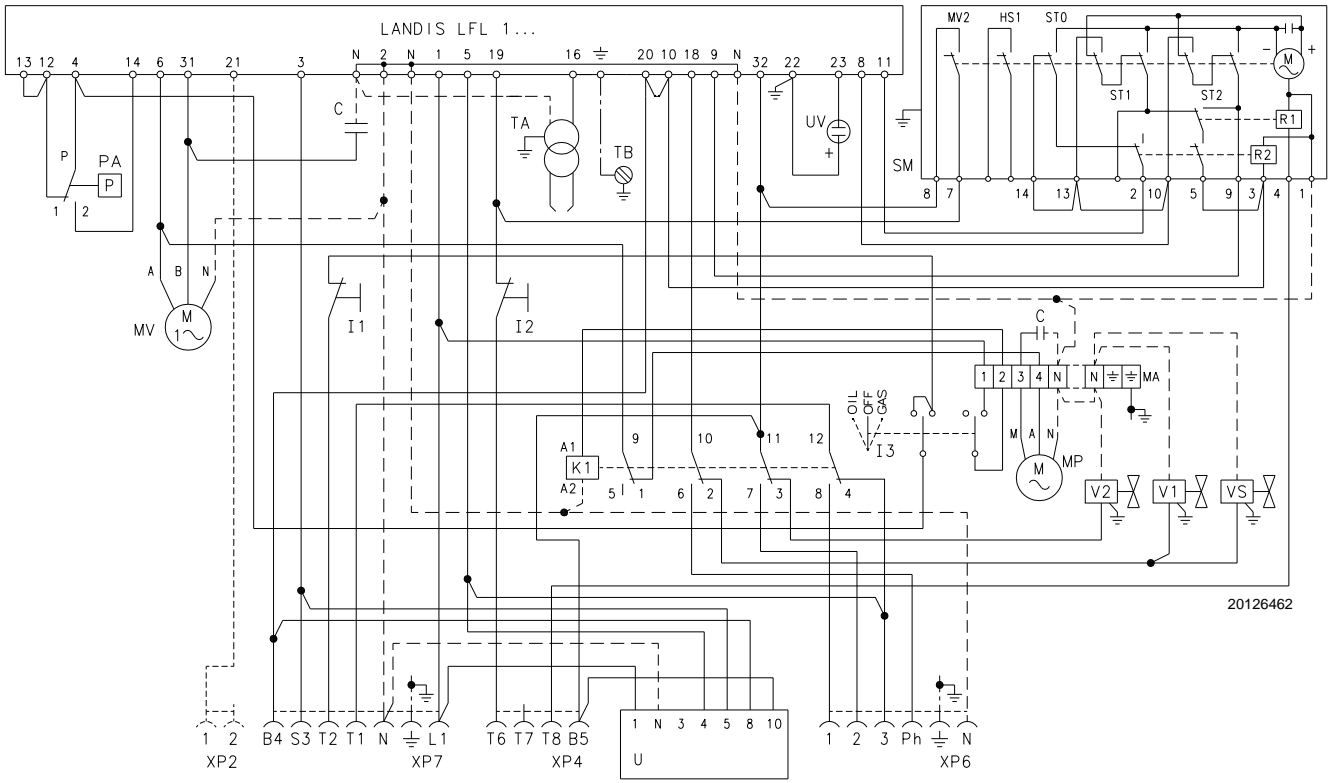 LANDIS LFL 1...
MV2 HS1 ST0
13 12 4 14 6 31 21 3 N 2 N 1 5 19 16 20 10 18 9 N 32 22 23 8 11
- M +
ST1 ST2
C TA TB UV +
R1
R2
P PA P
1 2
SM
8 7 14 13 2 10 5 9 3 4 1
A B N
MV M 1
I1 I2
C
1 2 3 4 N N MA
OIL OFF GAS
I3
M A N
M MP
A1 K1 A2
9 10 11 12
5 1 6 2 7 3 8 4
V2 V1 VS
20126462
1 2 B4 S3 T2 T1 N L1 T6 T7 T8 B5
1 N 3 4 5 8 10
U
1 2 3 Ph N
XP2 XP7 XP4 XP6